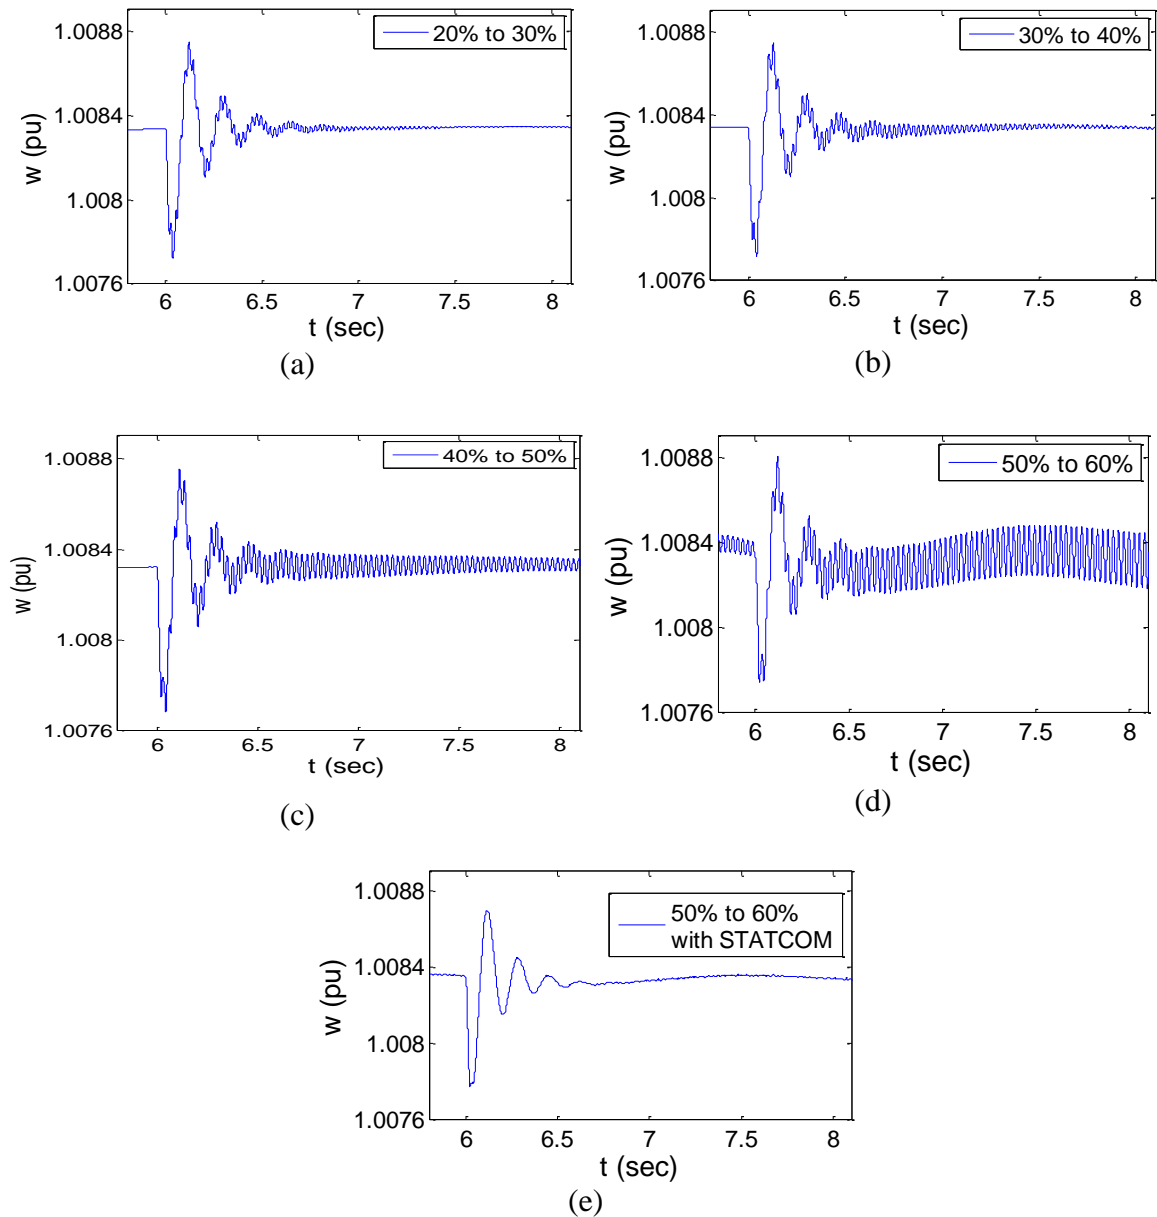 1.0088
20% to 30%
1.0084
w (pu)
1.008
1.0076
6 6.5 7 7.5 8
t (sec)
(a)
1.0088
30% to 40%
1.0084
w (pu)
1.008
1.0076
6 6.5 7 7.5 8
t (sec)
(b)
1.0088
40% to 50%
1.0084
w (pu)
1.008
1.0076
6 6.5 7 7.5 8
t (sec)
(c)
1.0088
50% to 60%
1.0084
w (pu)
1.008
1.0076
6 6.5 7 7.5 8
t (sec)
(d)
1.0088
50% to 60%
with STATCOM
1.0084
w (pu)
1.008
1.0076
6 6.5 7 7.5 8
t (sec)
(e)